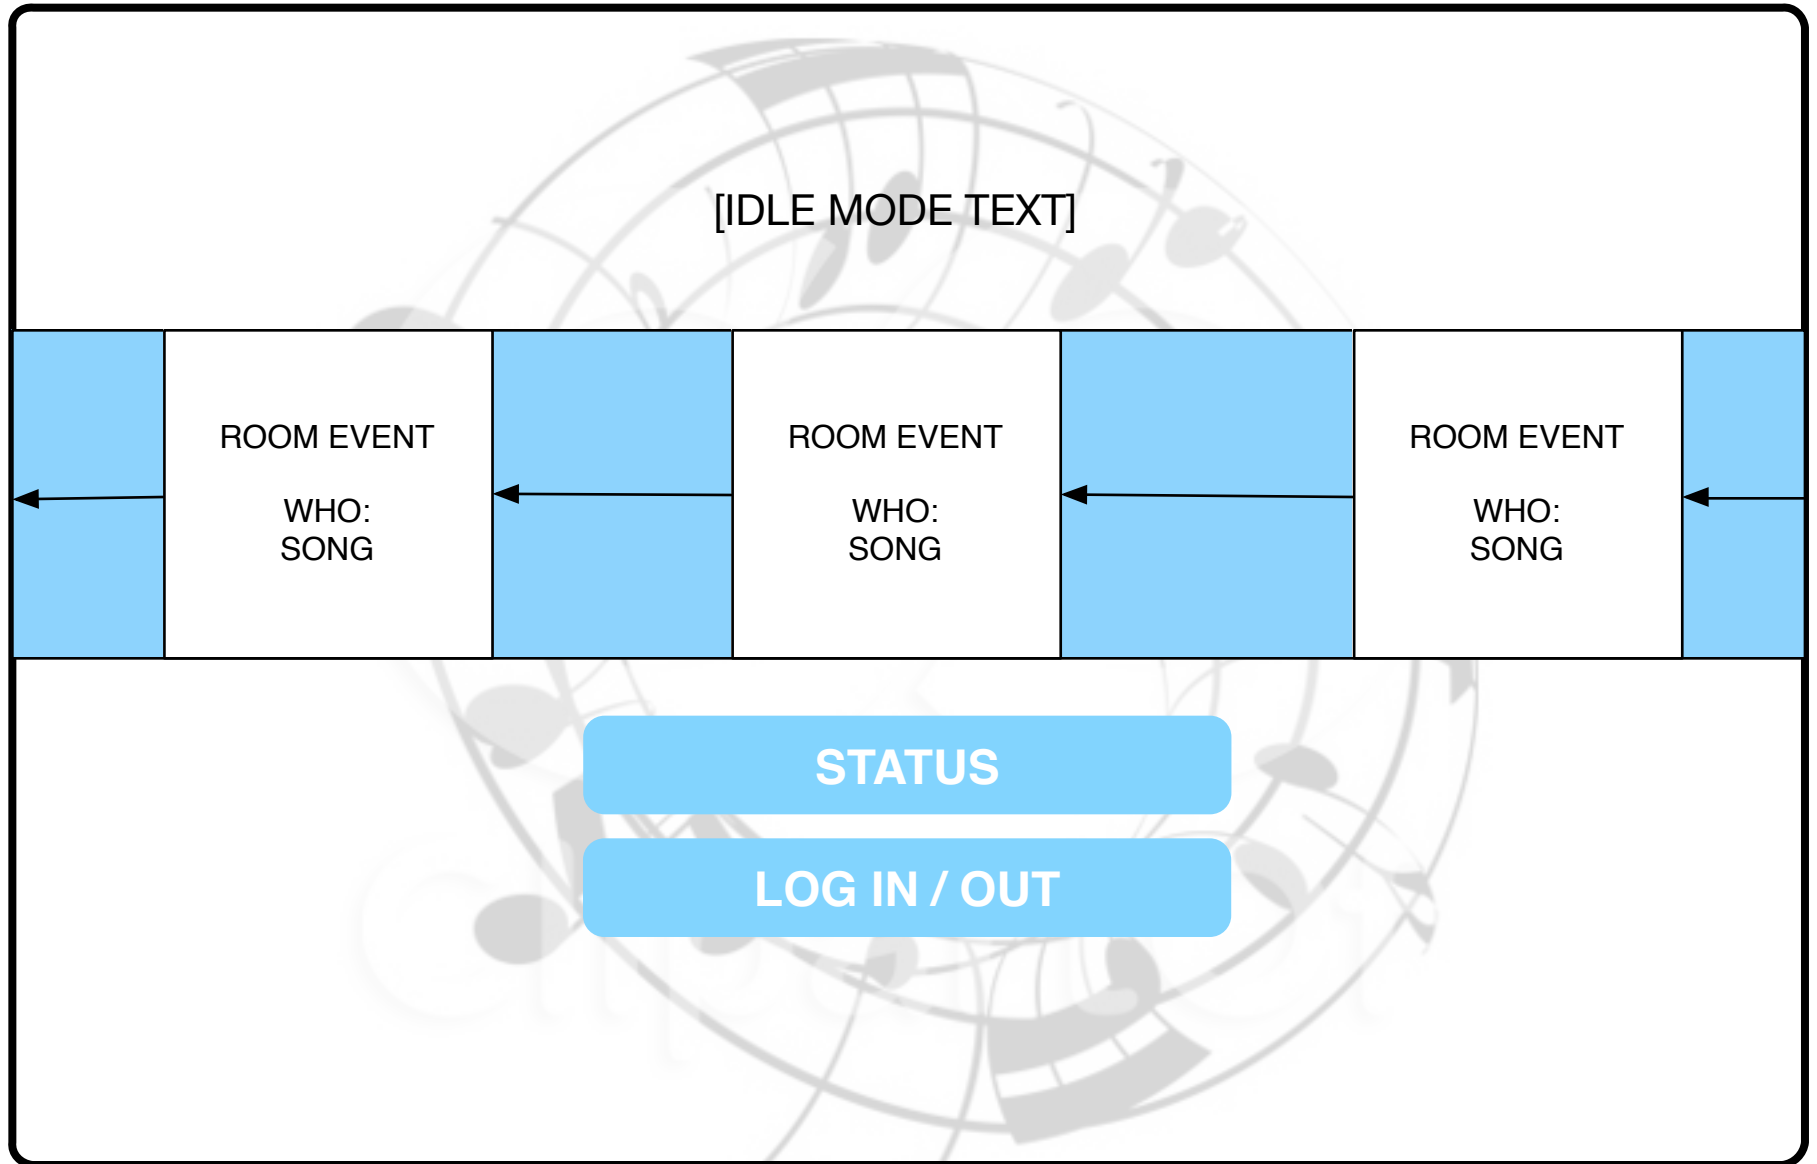 [IDLE MODE TEXT]
ROOM EVENT
WHO:
SONG
ROOM EVENT
WHO:
SONG
ROOM EVENT
WHO:
SONG
STATUS
LOG IN / OUT